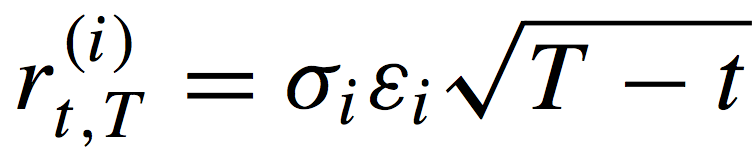 r_{t,T}^{(i)} = σ_i ε_i √(T − t)